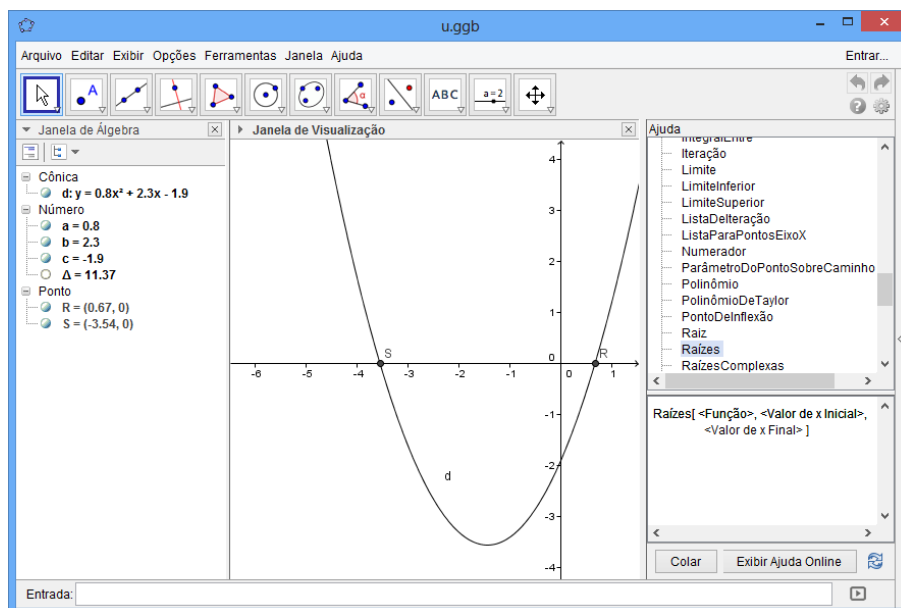 u.ggb
Arquivo Editar Exibir Opções Ferramentas Janela Ajuda Entrar...
A α ABC a=2
Janela de Álgebra
Cônica
d: y = 0.8x² + 2.3x - 1.9
Número
a = 0.8
b = 2.3
c = -1.9
Δ = 11.37
Ponto
R = (0.67, 0)
S = (-3.54, 0)
Janela de Visualização
4
3
2
1
S R
0
-6 -5 -4 -3 -2 -1 0 1
-1
-2
d
-3
-4
Ajuda
IntegralEntre
Iteração
Limite
LimiteInferior
LimiteSuperior
ListaDeIteração
ListaParaPontosEixoX
Numerador
ParâmetroDoPontoSobreCaminho
Polinômio
PolinômioDeTaylor
PontoDeInflexão
Raiz
Raízes
RaízesComplexas
Raízes[ <Função>, <Valor de x Inicial>,
<Valor de x Final> ]
Colar Exibir Ajuda Online
Entrada: